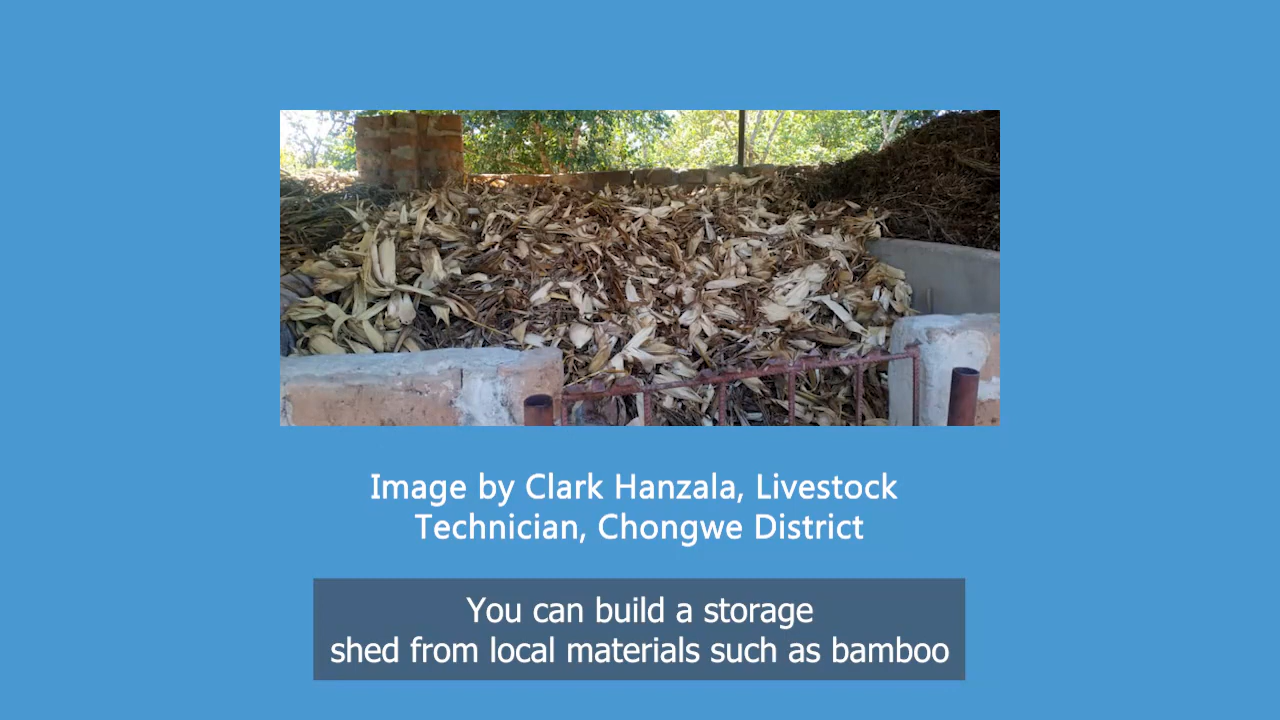 Image by Clark Hanzala, Livestock
Technician, Chongwe District
You can build a storage
shed from local materials such as bamboo